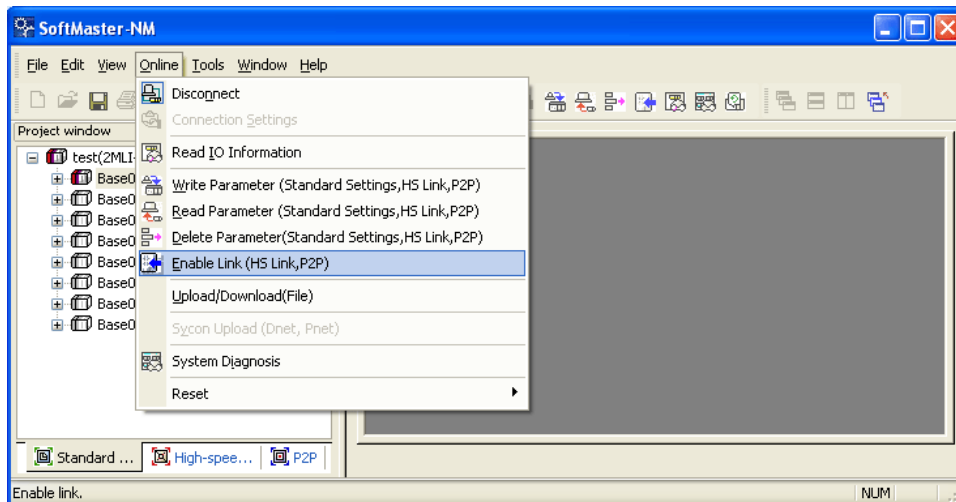 SoftMaster-NM
File Edit View Online Tools Window Help
Project window
Disconnect
Connection Settings
Read IO Information
Write Parameter (Standard Settings,HS Link,P2P)
Read Parameter (Standard Settings,HS Link,P2P)
Delete Parameter(Standard Settings,HS Link,P2P)
Enable Link (HS Link,P2P)
Upload/Download(File)
Sycon Upload (Dnet, Pnet)
System Diagnosis
Reset
test(2MLI-
Base0
Base0
Base0
Base0
Base0
Base0
Base0
Base0
Standard ... High-spee... P2P
Enable link. NUM